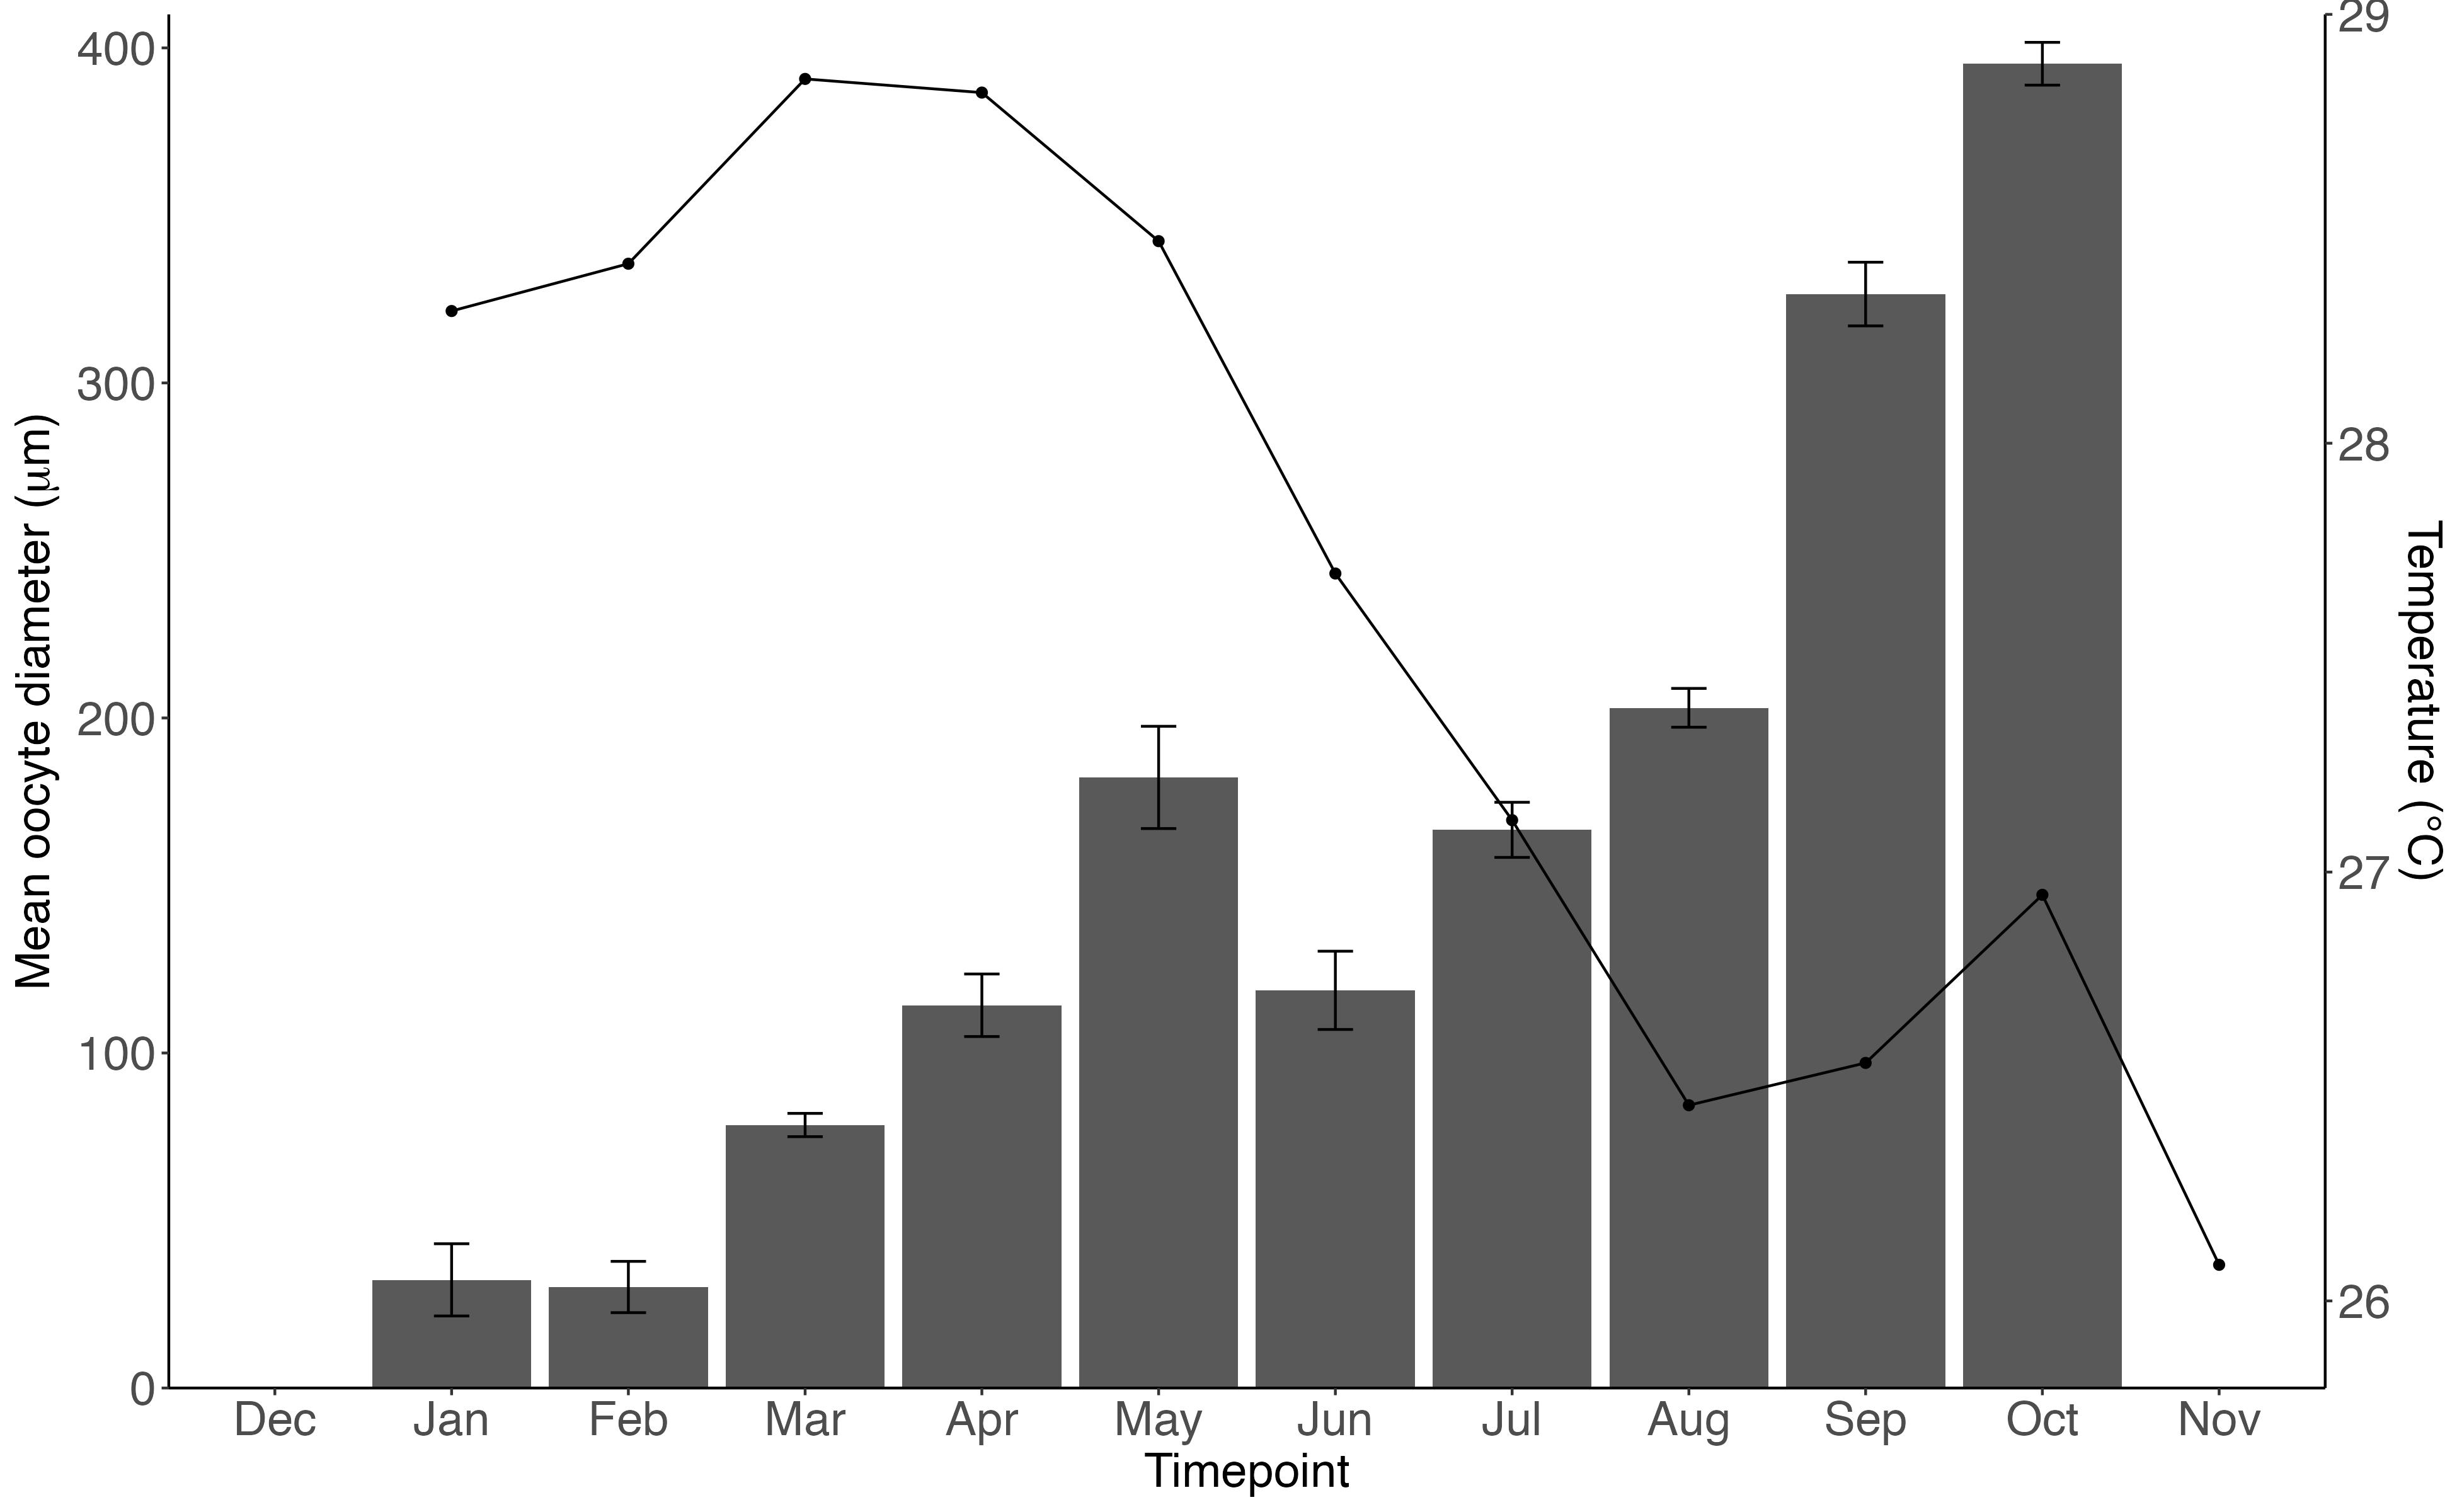 Mean oocyte diameter (μm)
400
300
200
100
0
Dec Jan Feb Mar Apr May Jun Jul Aug Sep Oct Nov
Timepoint
29
28
27
26
Temperature (°C)